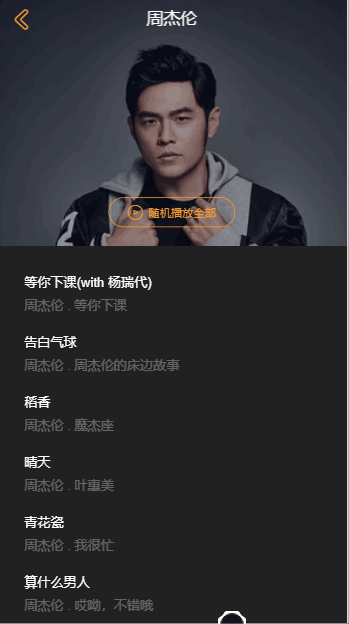 周杰伦
随机播放全部
等你下课(with 杨瑞代)
周杰伦 . 等你下课
告白气球
周杰伦 . 周杰伦的床边故事
稻香
周杰伦 . 魔杰座
晴天
周杰伦 . 叶惠美
青花瓷
周杰伦 . 我很忙
算什么男人
周杰伦 . 哎呦，不错哦